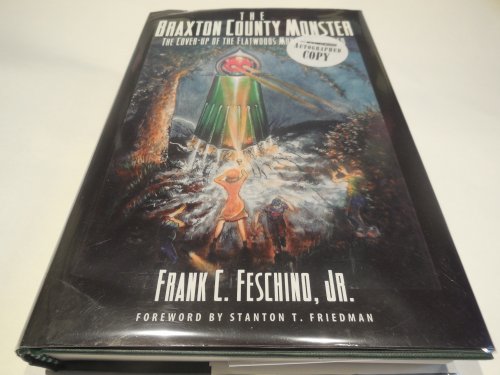 THE
BRAXTON COUNTY MONSTER
THE COVER-UP OF THE FLATWOODS
AUTOGRAPHED
COPY
FRANK C. FESCHINO, JR.
FOREWORD BY STANTON T. FRIEDMAN